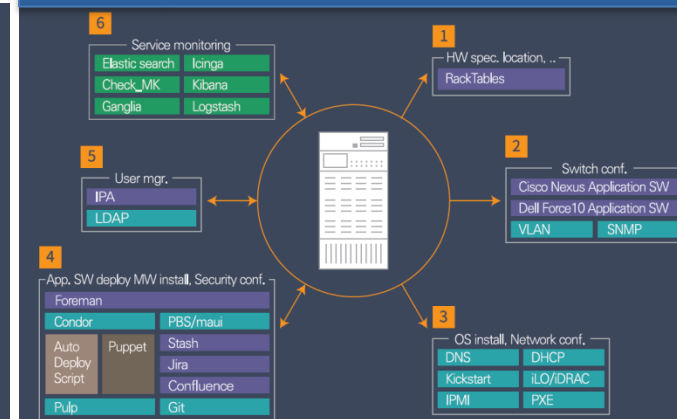 6
Service monitoring
Elastic search Icinga
Check_MK Kibana
Ganglia Logstash
1
HW spec. location, ..
RackTables
2
Switch conf.
Cisco Nexus Application SW
Dell Force10 Application SW
VLAN SNMP
5
User mgr.
IPA
LDAP
4
App. SW deploy MW install, Security conf.
Foreman
Condor PBS/maui
Auto Deploy Script
Puppet
Stash
Jira
Confluence
Pulp Git
3
OS install, Network conf.
DNS DHCP
Kickstart iLO/iDRAC
IPMI PXE